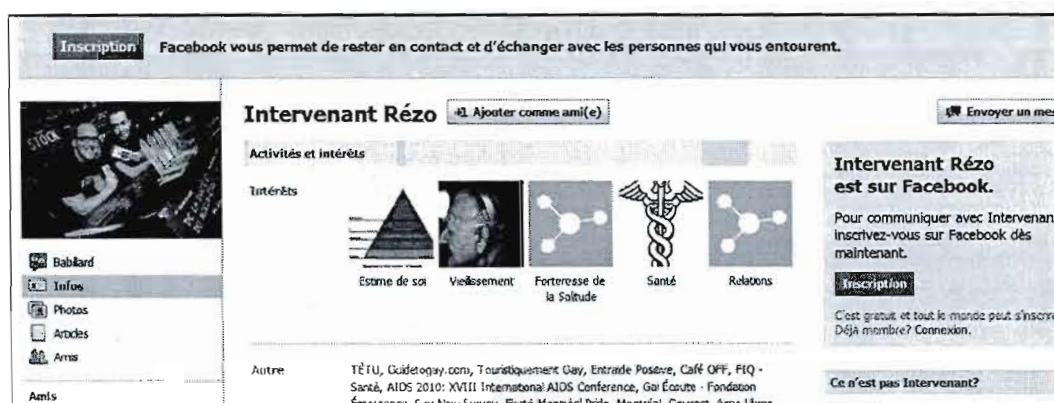 Inscription Facebook vous permet de rester en contact et d'échanger avec les personnes qui vous entourent.
STOCK
Babillard
Infos
Photos
Articles
Amis
Amis
Intervenant Rézo +1 Ajouter comme ami(e)
Envoyer un mes
Activités et intérêts
Intérêts
Estime de soi
Vieillissement
Forteresse de
la Solitude
Santé
Relations
Autre
TÊTU, Guidetogay.com, Touristiquement Gay, Entraide Positive, Café OFF, FIQ -
Santé, AIDS 2010: XVIII International AIDS Conference, Gai Écoute - Fondation
Intervenant Rézo
est sur Facebook.
Pour communiquer avec Intervenan
inscrivez-vous sur Facebook dès
maintenant.
Inscription
C'est gratuit et tout le monde peut s'inscrire
Déjà membre? Connexion.
Ce n'est pas Intervenant?